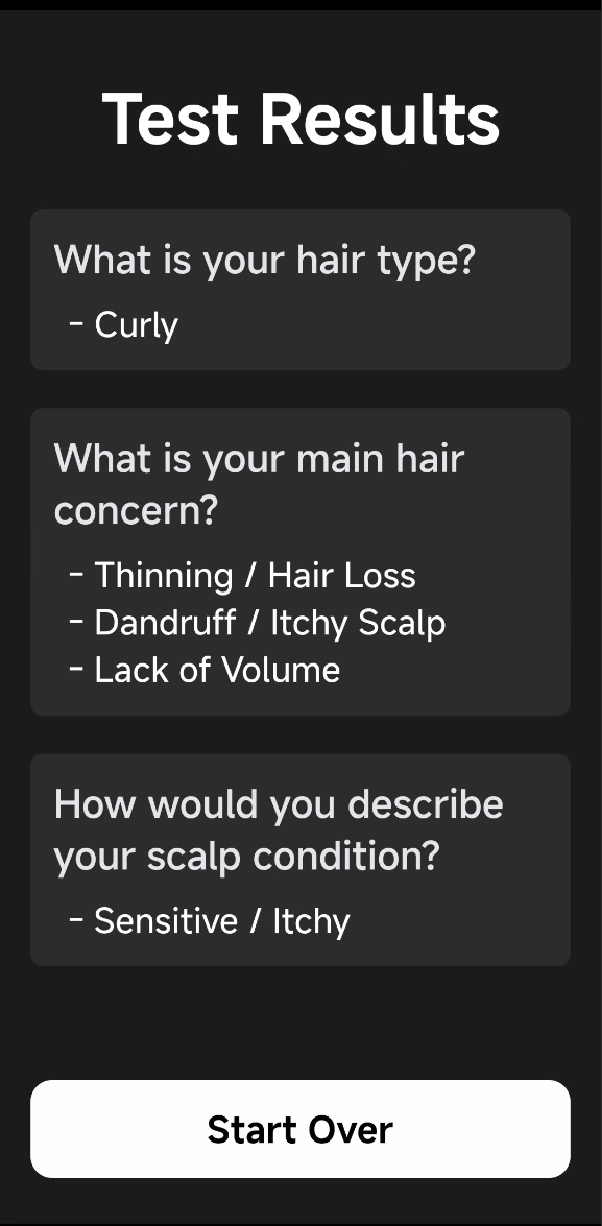 Test Results
What is your hair type?
- Curly
What is your main hair
concern?
- Thinning / Hair Loss
- Dandruff / Itchy Scalp
- Lack of Volume
How would you describe
your scalp condition?
- Sensitive / Itchy
Start Over